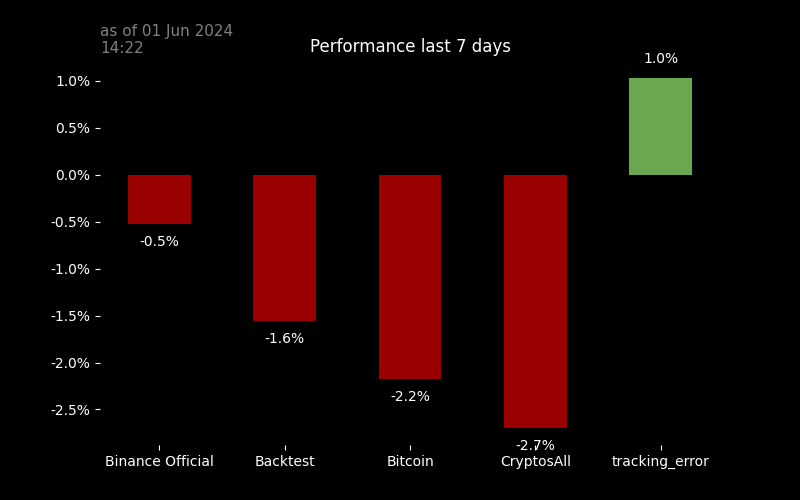 as of 01 Jun 2024
14:22
Performance last 7 days
1.0%
1.0%
0.5%
0.0%
-0.5%
-1.0%
-1.5%
-2.0%
-2.5%
-0.5%
-1.6%
-2.2%
-2.7%
Binance Official
Backtest
Bitcoin
CryptosAll
tracking_error